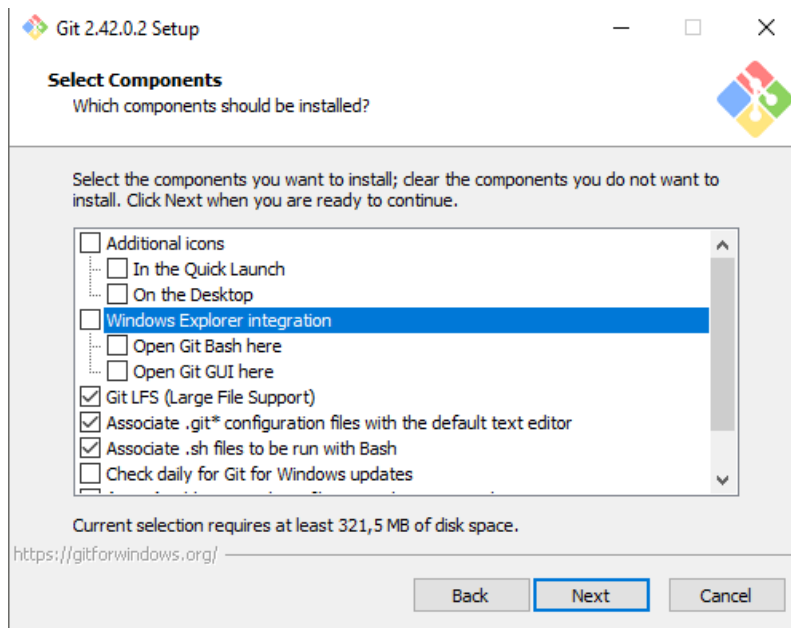 Git 2.42.0.2 Setup
Select Components
Which components should be installed?
Select the components you want to install; clear the components you do not want to
install. Click Next when you are ready to continue.
Additional icons
In the Quick Launch
On the Desktop
Windows Explorer integration
Open Git Bash here
Open Git GUI here
Git LFS (Large File Support)
Associate .git* configuration files with the default text editor
Associate .sh files to be run with Bash
Check daily for Git for Windows updates
Current selection requires at least 321,5 MB of disk space.
https://gitforwindows.org/
Back Next Cancel